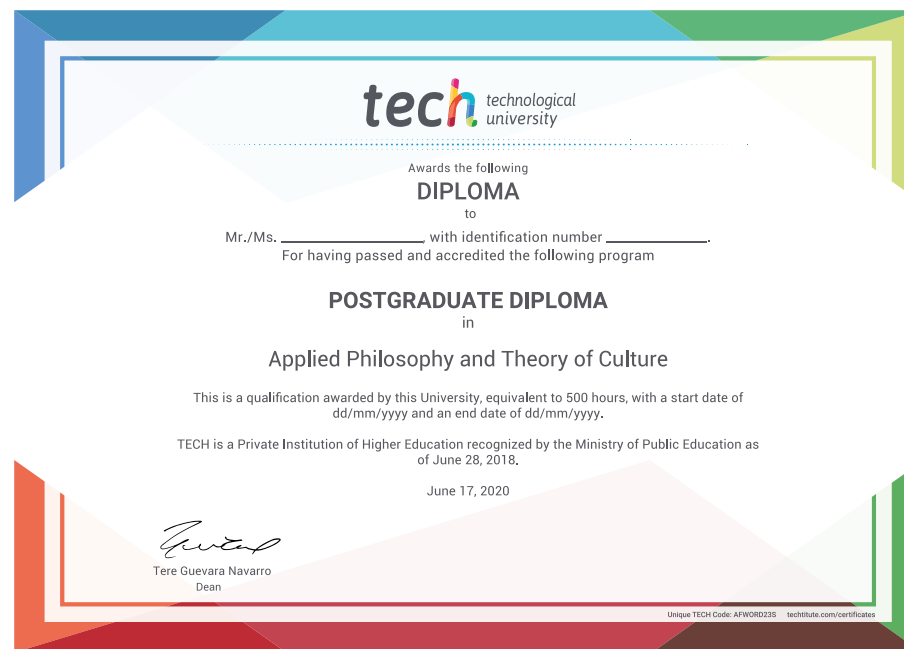 tech technological
university
Awards the following
DIPLOMA
to
Mr./Ms. ____________, with identification number ____________.
For having passed and accredited the following program
POSTGRADUATE DIPLOMA
in
Applied Philosophy and Theory of Culture
This is a qualification awarded by this University, equivalent to 500 hours, with a start date of
dd/mm/yyyy and an end date of dd/mm/yyyy.
TECH is a Private Institution of Higher Education recognized by the Ministry of Public Education as
of June 28, 2018.
June 17, 2020
Tere Guevara Navarro
Dean
Unique TECH Code: AFWORD23S techtitute.com/certificates